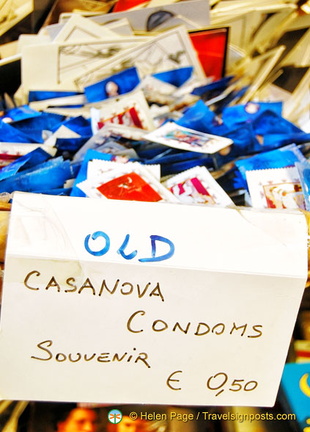 OLD
CASANOVA
CONDOMS
SOUVENIR
€ 0,50
© Helen Page / Travelsignposts.com